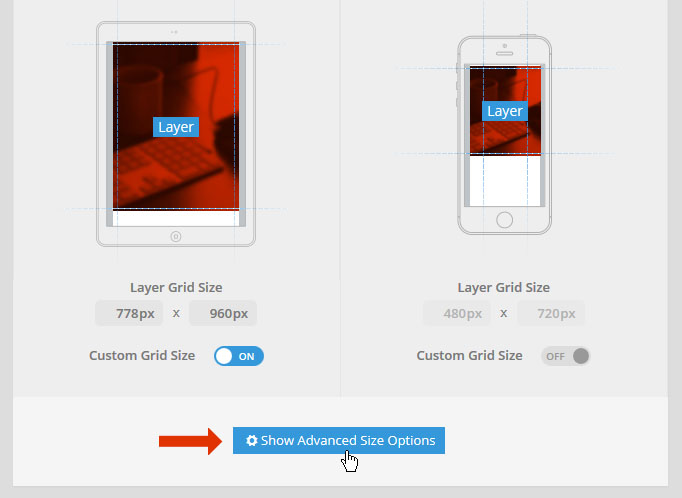 Layer
Layer
Layer Grid Size
778px x 960px
Custom Grid Size ON
Layer Grid Size
480px x 720px
Custom Grid Size OFF
Show Advanced Size Options